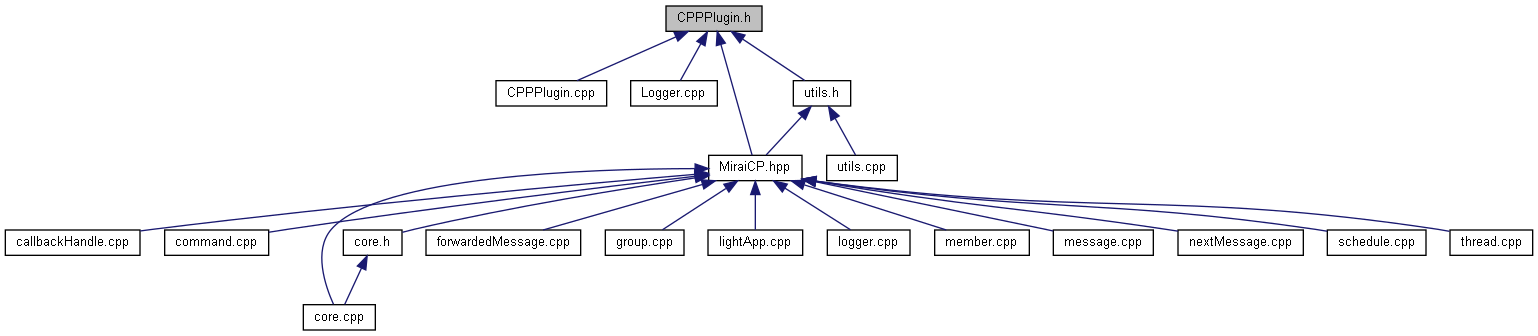 CPPPlugin.h
CPPPlugin.cpp
Logger.cpp
utils.h
MiraiCP.hpp
utils.cpp
callbackHandle.cpp
command.cpp
core.h
forwardedMessage.cpp
group.cpp
lightApp.cpp
logger.cpp
member.cpp
message.cpp
nextMessage.cpp
schedule.cpp
thread.cpp
core.cpp